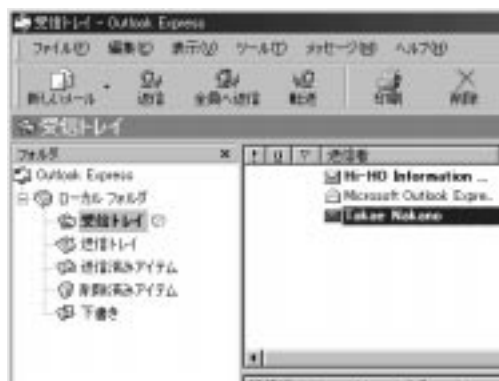 受信トレイ - Outlook Express
ファイル(F) 編集(E) 表示(V) ツール(T) メッセージ(M) ヘルプ(H)
新しいメール 返信 全員へ返信 転送 印刷 削除
受信トレイ
フォルダ × ! 送信者
Outlook Express
ローカル フォルダ
受信トレイ
送信トレイ
送信済みアイテム
削除済みアイテム
下書き
Hi-HO Information ...
Microsoft Outlook Expre..
Takae Nakano